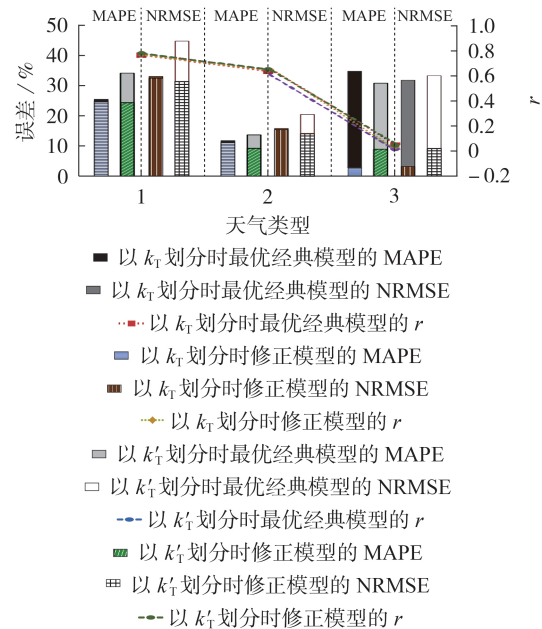 MAPE NRMSE MAPE NRMSE MAPE NRMSE
50
40
30
20
10
0
误差 / %
1.0
0.8
0.6
0.4
0.2
0
−0.2
r
1 2 3
天气类型
以 kT 划分时最优经典模型的 MAPE
以 kT 划分时最优经典模型的 NRMSE
以 kT 划分时最优经典模型的 r
以 kT 划分时修正模型的 MAPE
以 kT 划分时修正模型的 NRMSE
以 kT 划分时修正模型的 r
以 k′T 划分时最优经典模型的 MAPE
以 k′T 划分时最优经典模型的 NRMSE
以 k′T 划分时最优经典模型的 r
以 k′T 划分时修正模型的 MAPE
以 k′T 划分时修正模型的 NRMSE
以 k′T 划分时修正模型的 r